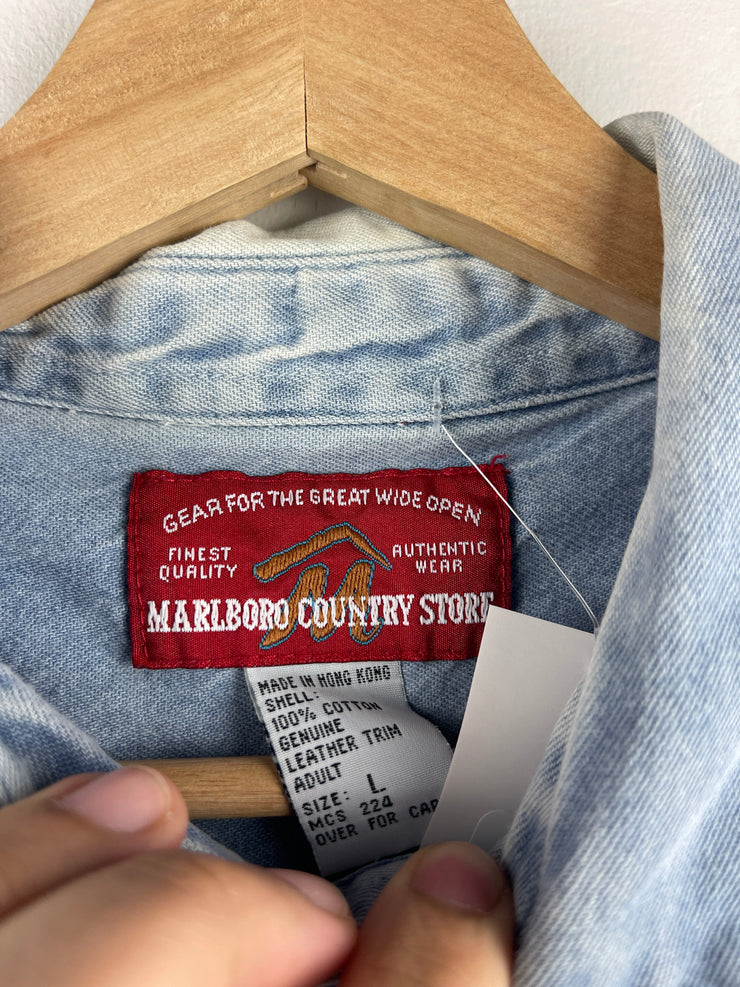 GEAR FOR THE GREAT WIDE OPEN
FINEST
QUALITY
AUTHENTIC
WEAR
M
MARLBORO COUNTRY STORE
MADE IN HONG KONG
SHELL:
100% COTTON
GENUINE
LEATHER TRIM
ADULT
SIZE: L
MCS 224
OVER FOR